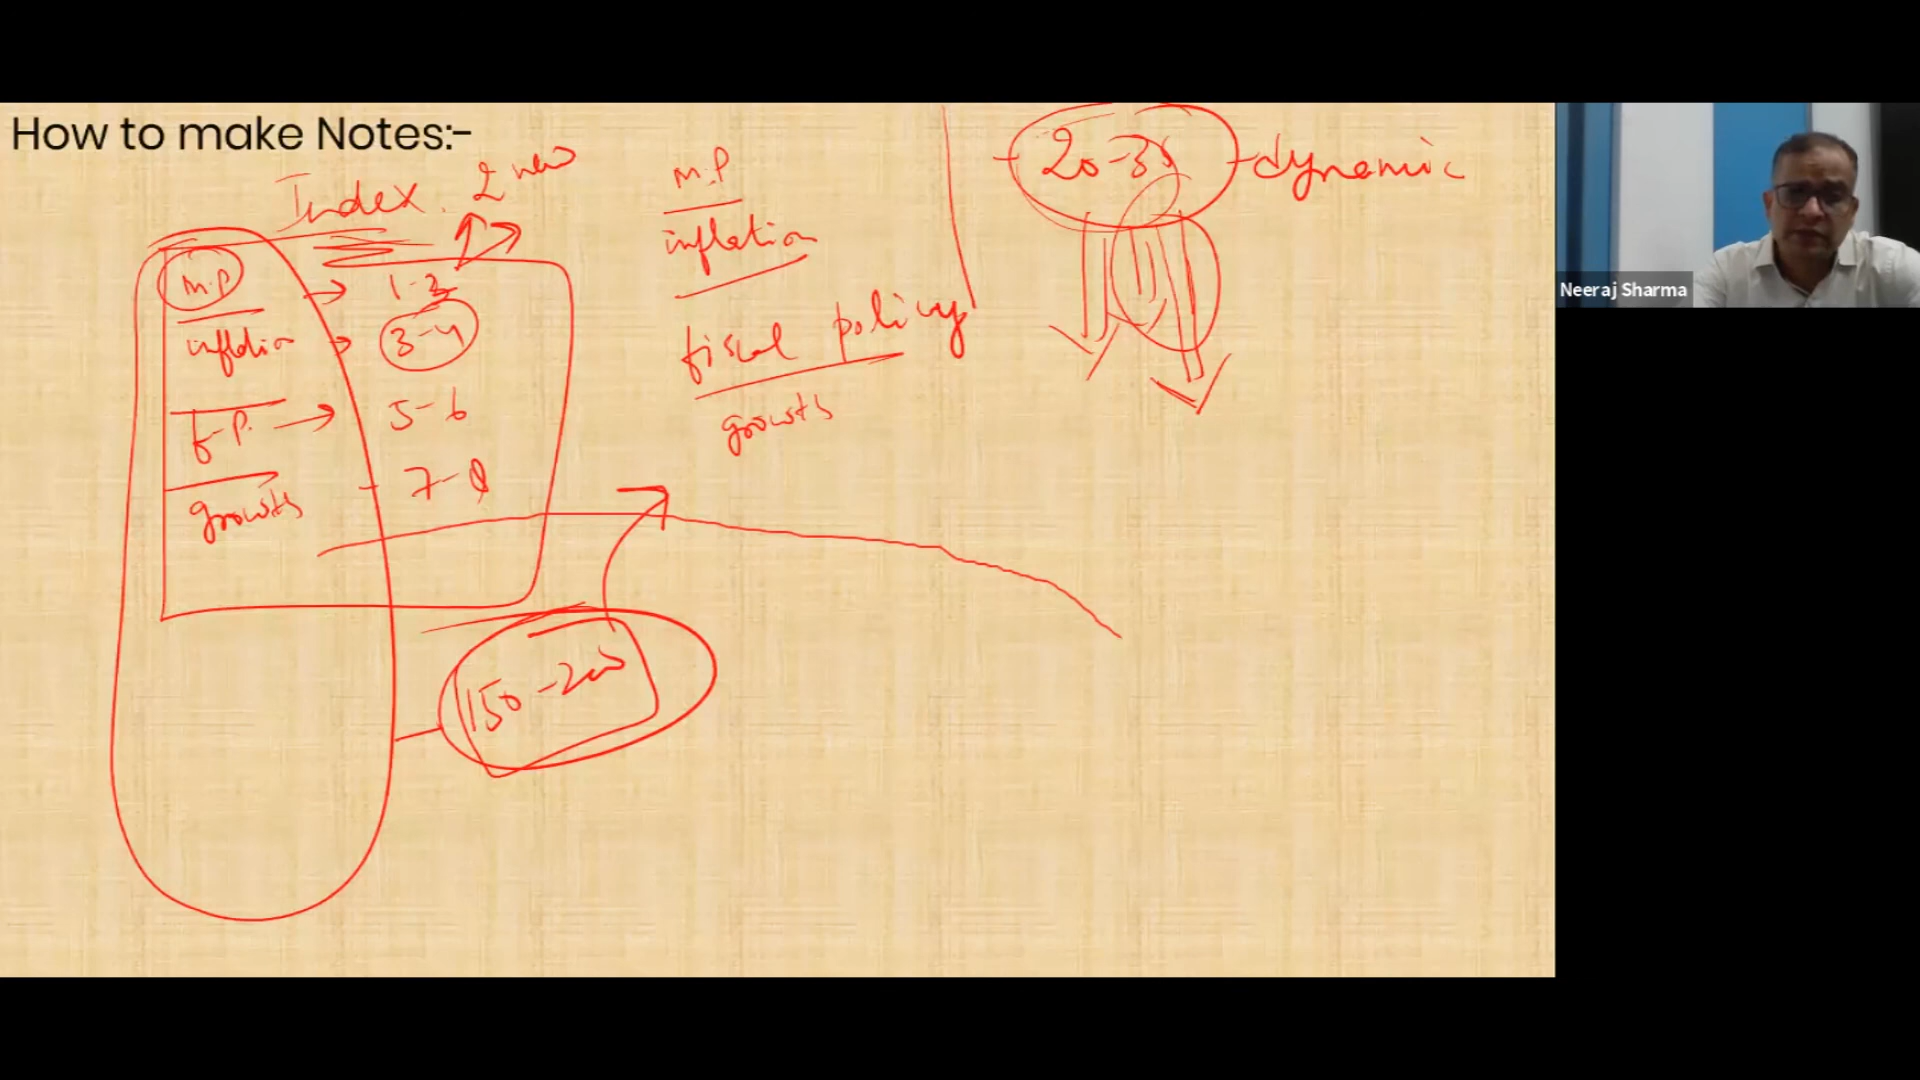 How to make Notes:-
Index. 2 new
M.P → 1-2
inflation → 3-4
f.P. → 5-6
growth - 7-8
150-200
M.P
inflation
fiscal policy
growth
- 20-30 - dynamic
Neeraj Sharma